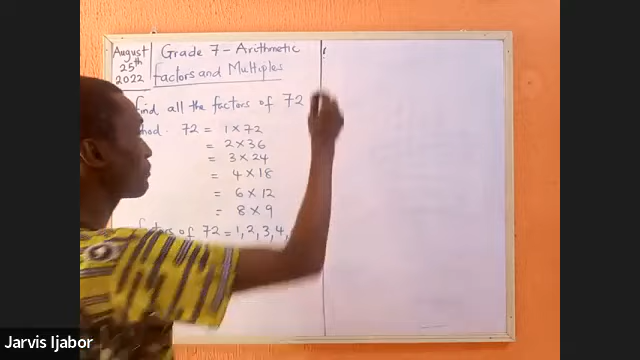 August
25th
2022
Grade 7 - Arithmetic
factors and Multiples
find all the factors of 72
72 = 1 x 72
= 2 x 36
= 3 x 24
= 4 x 18
= 6 x 12
= 8 x 9
of 72 = 1, 2, 3, 4,
Jarvis Ijabor